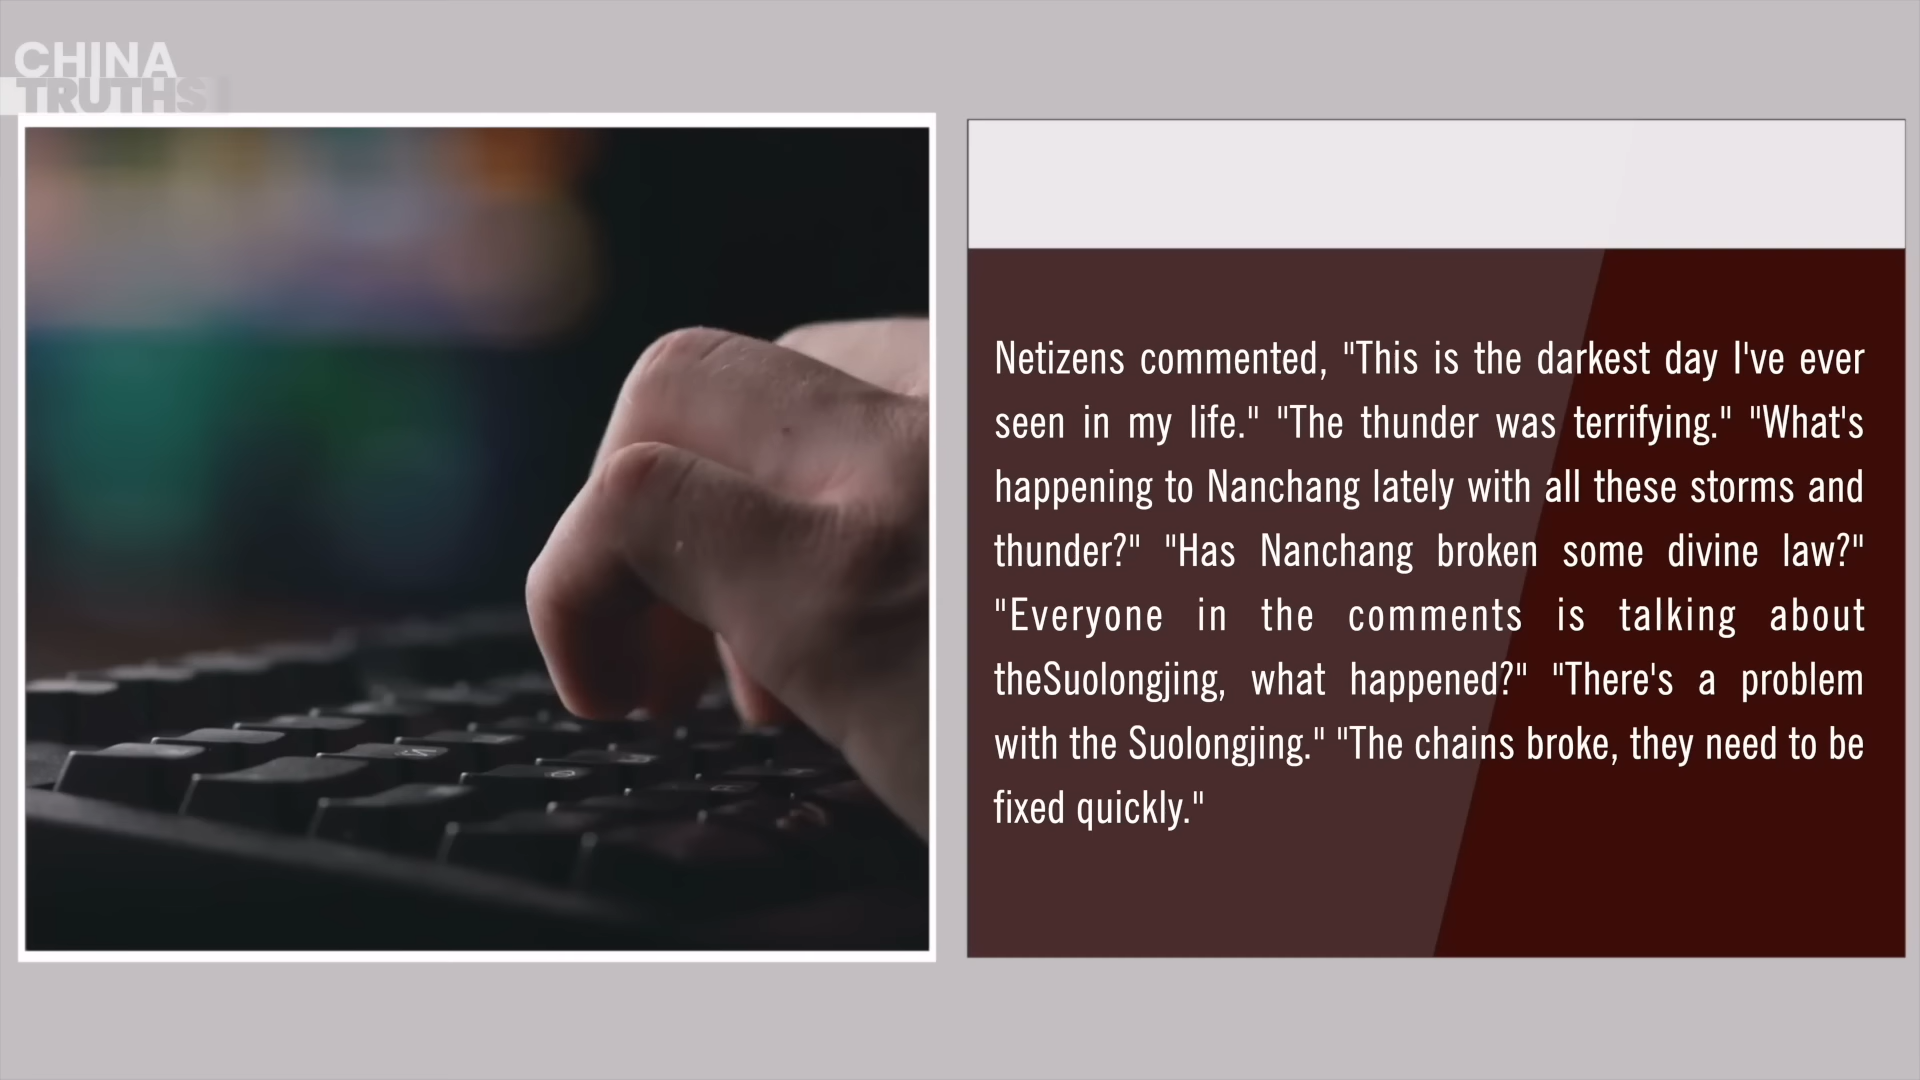 CHINA
TRUTHS
Netizens commented, "This is the darkest day I've ever
seen in my life." "The thunder was terrifying." "What's
happening to Nanchang lately with all these storms and
thunder?" "Has Nanchang broken some divine law?"
"Everyone in the comments is talking about
theSuolongjing, what happened?" "There's a problem
with the Suolongjing." "The chains broke, they need to be
fixed quickly."